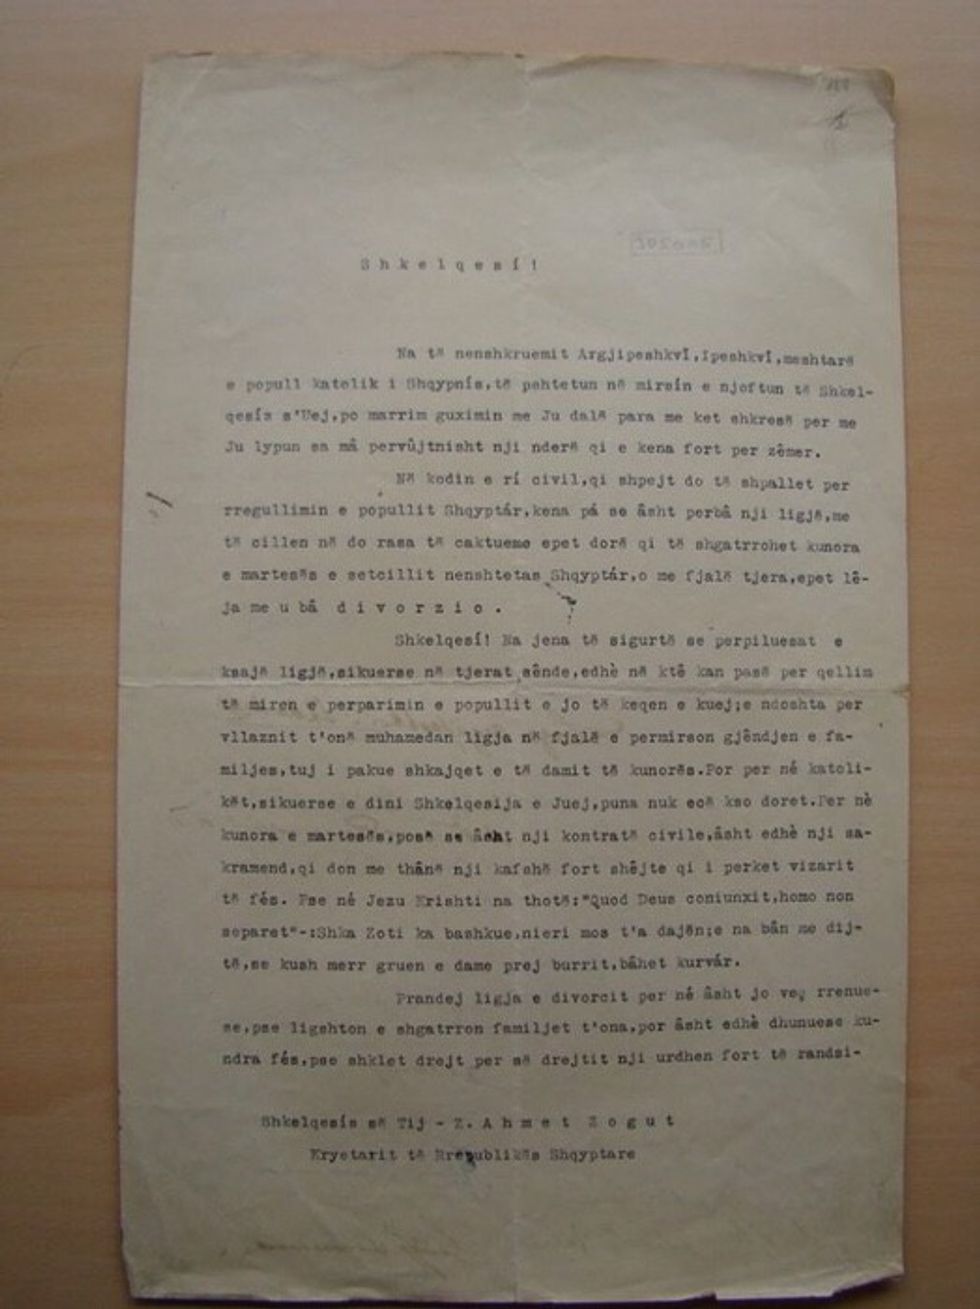 Shkelqesí!
Na të nenshkruemit Argjipeshkvî,Ipeshkví,meshtarë
e popull katolik i Shqypnís,të pshtetun në mirsín e njoftun të Shkel-
qesís s'Uej,po marrim guximin me Ju dalë para me ket shkresë per me
Ju lypun sa mâ pervûjtnisht nji nderë qi e kena fort per zêmer.
Në kodin e rí civil,qi shpejt do të shpallet per
rregullimin e popullit Shqyptár,kena pá se âsht perbâ nji ligjë,me
të cillen në do rasa të caktueme epet dorë qi të shgatrrohet kunora
e martesës e setcillit nenshtetas Shqyptár,o me fjalë tjera,epet lê-
ja me u bâ divorzio.
Shkelqesí! Na jena të sigurtë se perpiluesat e
ksajë ligjë,sikuerse në tjerat sênde,edhè në ktê kan pasë per qellim
të miren e perparimin e popullit e jo të keqen e kuej;e ndoshta per
vllaznit t'onë muhamedan ligja në fjalë e permirson gjêndjen e fa-
miljes,tuj i pakue shkajqet e të damit të kunorës.Por per né katoli-
kët,sikuerse e dini Shkelqesija e Juej,puna nuk ecë kso doret.Per nè
kunora e martesës,posë se âsht nji kontratë civile,âsht edhè nji sa-
kramend,qi don me thânë nji kafshë fort shêjte qi i perket vizarit
të fés. Pse né Jezu Krishti na thotë:"Quod Deus coniunxit,homo non
separet"-:Shka Zoti ka bashkue,nieri mos t'a dajën;e na bân me dij-
të,se kush merr gruen e dame prej burrit,bâhet kurvár.
Prandej ligja e divorcit per né âsht jo veç rrenue-
se,pse ligshton e shgatrron familjet t'ona,por âsht edhè dhunuese ku-
ndra fés,pse shklet drejt per së drejtit nji urdhen fort të randsi-
Shkelqesís së Tij - Z. Ahmet Zogut
Kryetarit të Rrepublikës Shqyptare